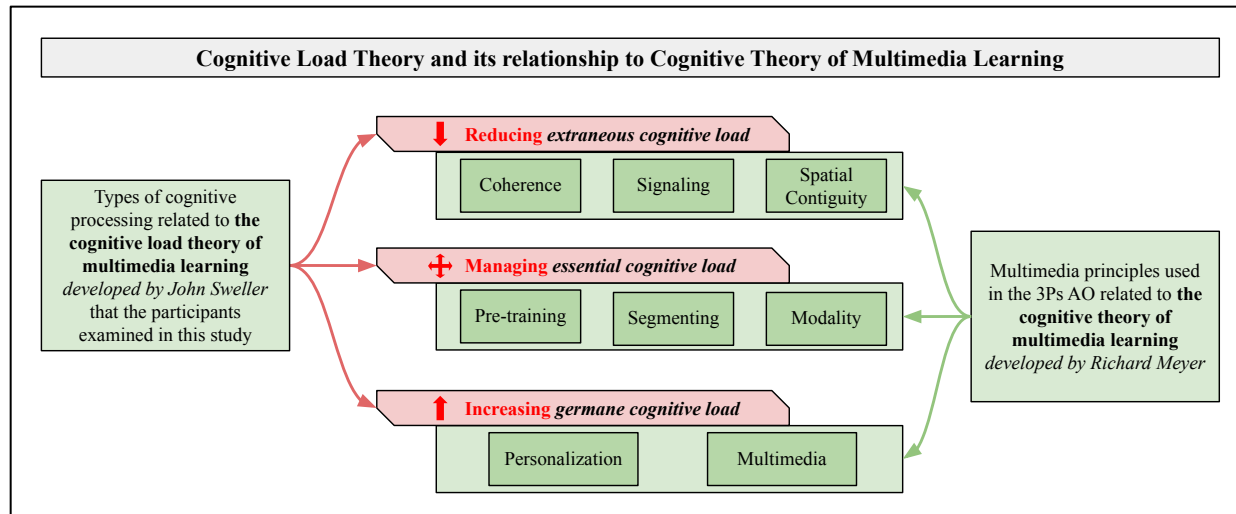 Cognitive Load Theory and its relationship to Cognitive Theory of Multimedia Learning
Types of cognitive
processing related to the
cognitive load theory of
multimedia learning
developed by John Sweller
that the participants
examined in this study
Reducing extraneous cognitive load
Coherence
Signaling
Spatial
Contiguity
Managing essential cognitive load
Pre-training
Segmenting
Modality
Increasing germane cognitive load
Personalization
Multimedia
Multimedia principles used
in the 3Ps AO related to the
cognitive theory of
multimedia learning
developed by Richard Meyer